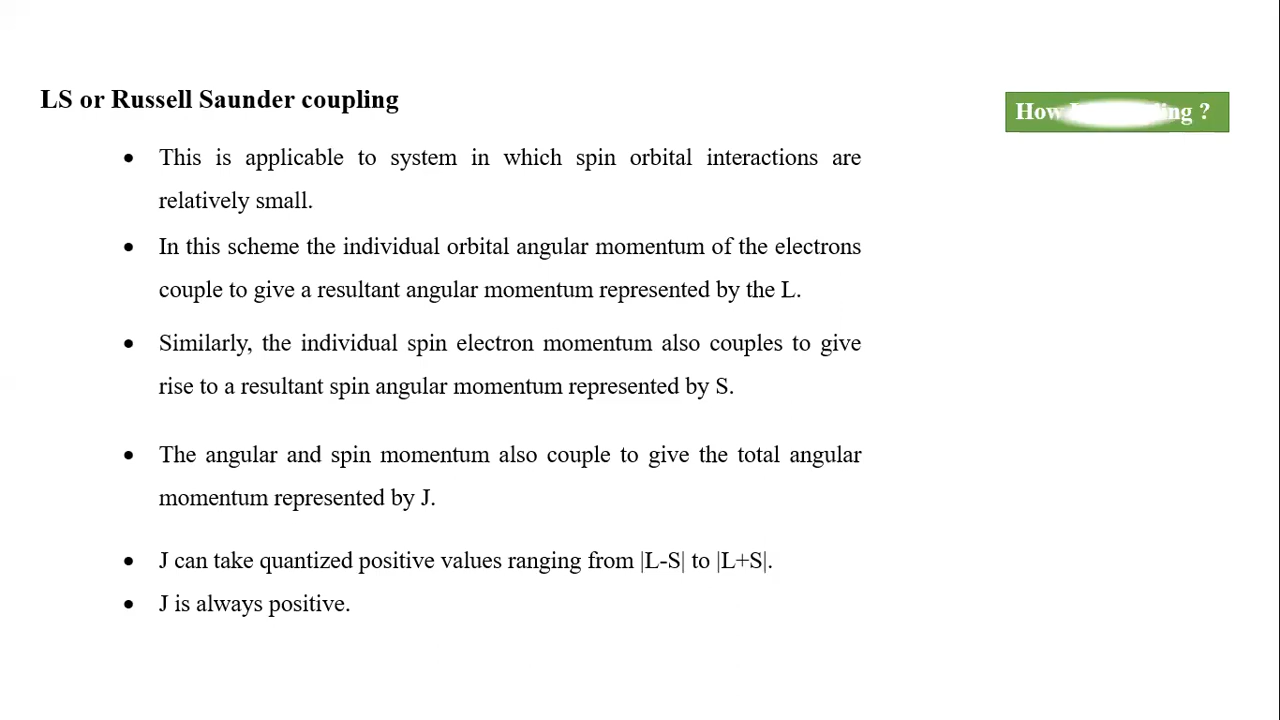 LS or Russell Saunder coupling
How ing ?
• This is applicable to system in which spin orbital interactions are
relatively small.
• In this scheme the individual orbital angular momentum of the electrons
couple to give a resultant angular momentum represented by the L.
• Similarly, the individual spin electron momentum also couples to give
rise to a resultant spin angular momentum represented by S.
• The angular and spin momentum also couple to give the total angular
momentum represented by J.
• J can take quantized positive values ranging from |L-S| to |L+S|.
• J is always positive.